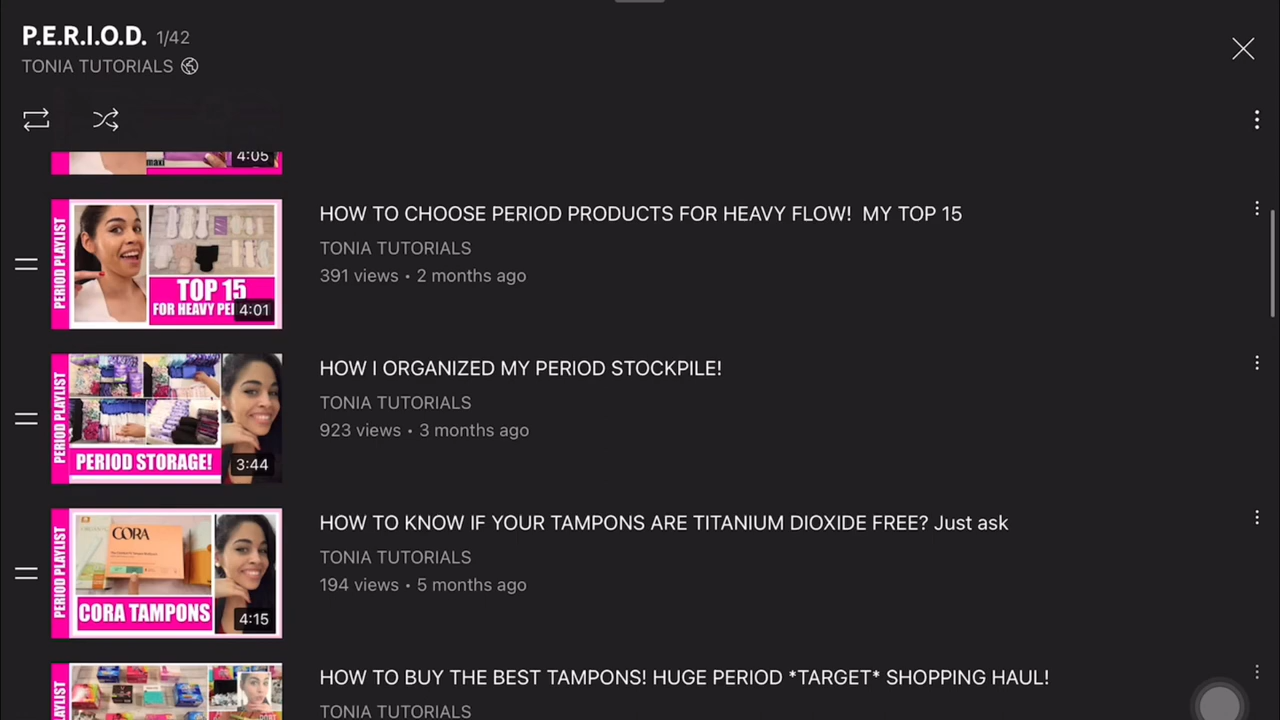 P.E.R.I.O.D. 1/42
TONIA TUTORIALS
maxi
4:05
HOW TO CHOOSE PERIOD PRODUCTS FOR HEAVY FLOW! MY TOP 15
TONIA TUTORIALS
391 views • 2 months ago
PERIOD PLAYLIST
TOP 15
FOR HEAVY PE
4:01
HOW I ORGANIZED MY PERIOD STOCKPILE!
TONIA TUTORIALS
923 views • 3 months ago
PERIOD PLAYLIST
PERIOD STORAGE!
3:44
HOW TO KNOW IF YOUR TAMPONS ARE TITANIUM DIOXIDE FREE? Just ask
TONIA TUTORIALS
194 views • 5 months ago
PERIOD PLAYLIST
CORA
CORA TAMPONS
4:15
HOW TO BUY THE BEST TAMPONS! HUGE PERIOD *TARGET* SHOPPING HAUL!
TONIA TUTORIALS
PLAYLIST